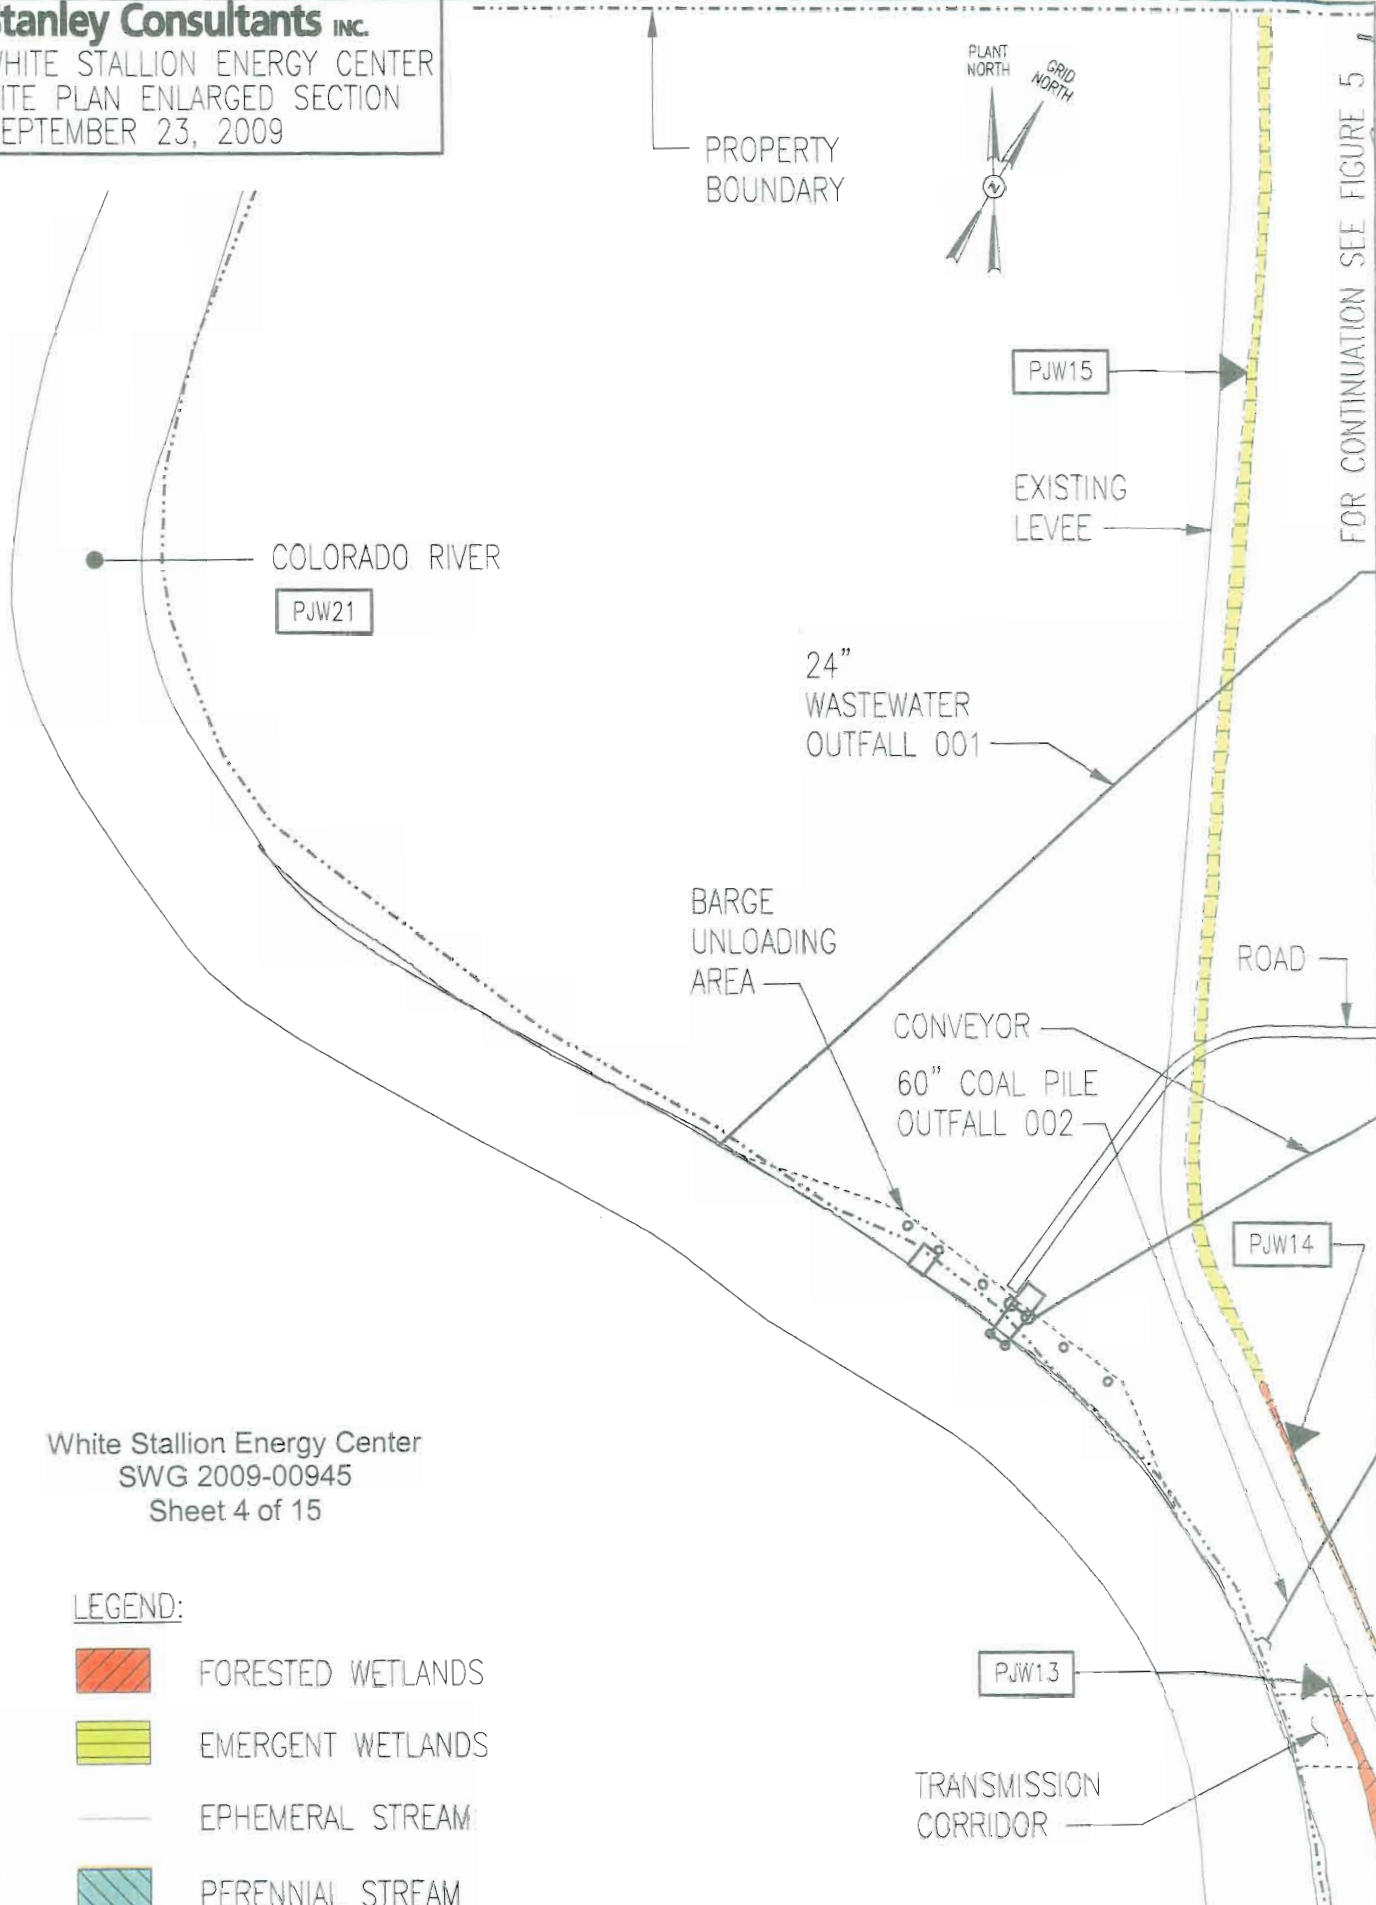 tanley Consultants INC.
HITE STALLION ENERGY CENTER
ITE PLAN ENLARGED SECTION
EPTEMBER 23, 2009
PLANT
NORTH
GRID
NORTH
N
PROPERTY
BOUNDARY
FOR CONTINUATION SEE FIGURE 5
PJW15
EXISTING
LEVEE
COLORADO RIVER
PJW21
24"
WASTEWATER
OUTFALL 001
BARGE
UNLOADING
AREA
ROAD
CONVEYOR
60" COAL PILE
OUTFALL 002
PJW14
White Stallion Energy Center
SWG 2009-00945
Sheet 4 of 15
LEGEND:
FORESTED WETLANDS
EMERGENT WETLANDS
EPHEMERAL STREAM
PERENNIAL STREAM
PJW13
TRANSMISSION
CORRIDOR